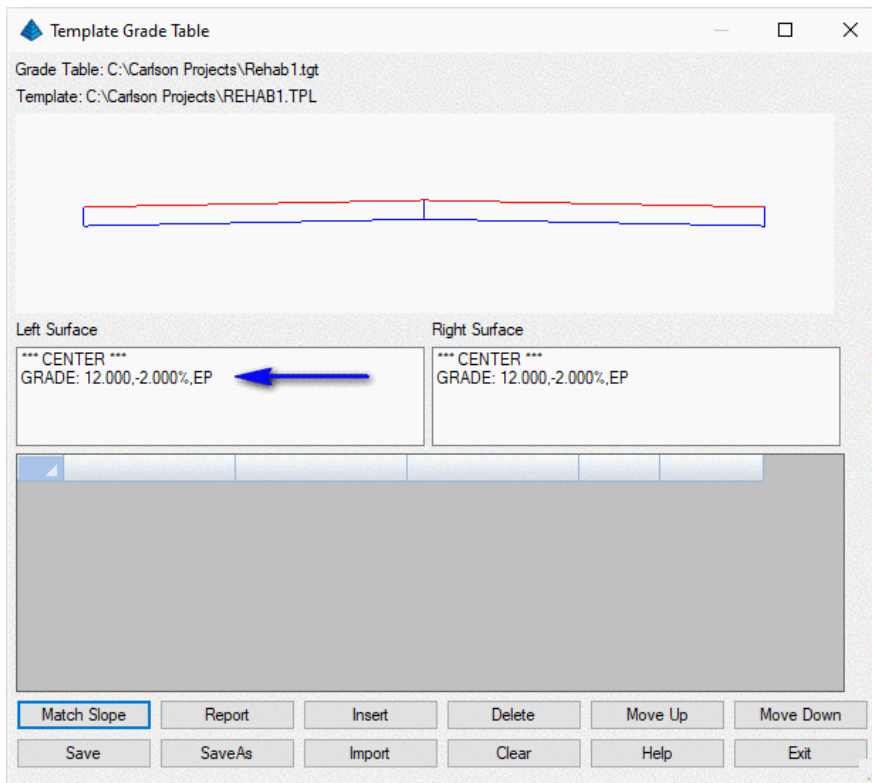 Template Grade Table
Grade Table: C:\Carlson Projects\Rehab1.tgt
Template: C:\Carlson Projects\REHAB1.TPL
Left Surface
Right Surface
*** CENTER ***
GRADE: 12.000,-2.000%,EP
*** CENTER ***
GRADE: 12.000,-2.000%,EP
Match Slope
Report
Insert
Delete
Move Up
Move Down
Save
SaveAs
Import
Clear
Help
Exit